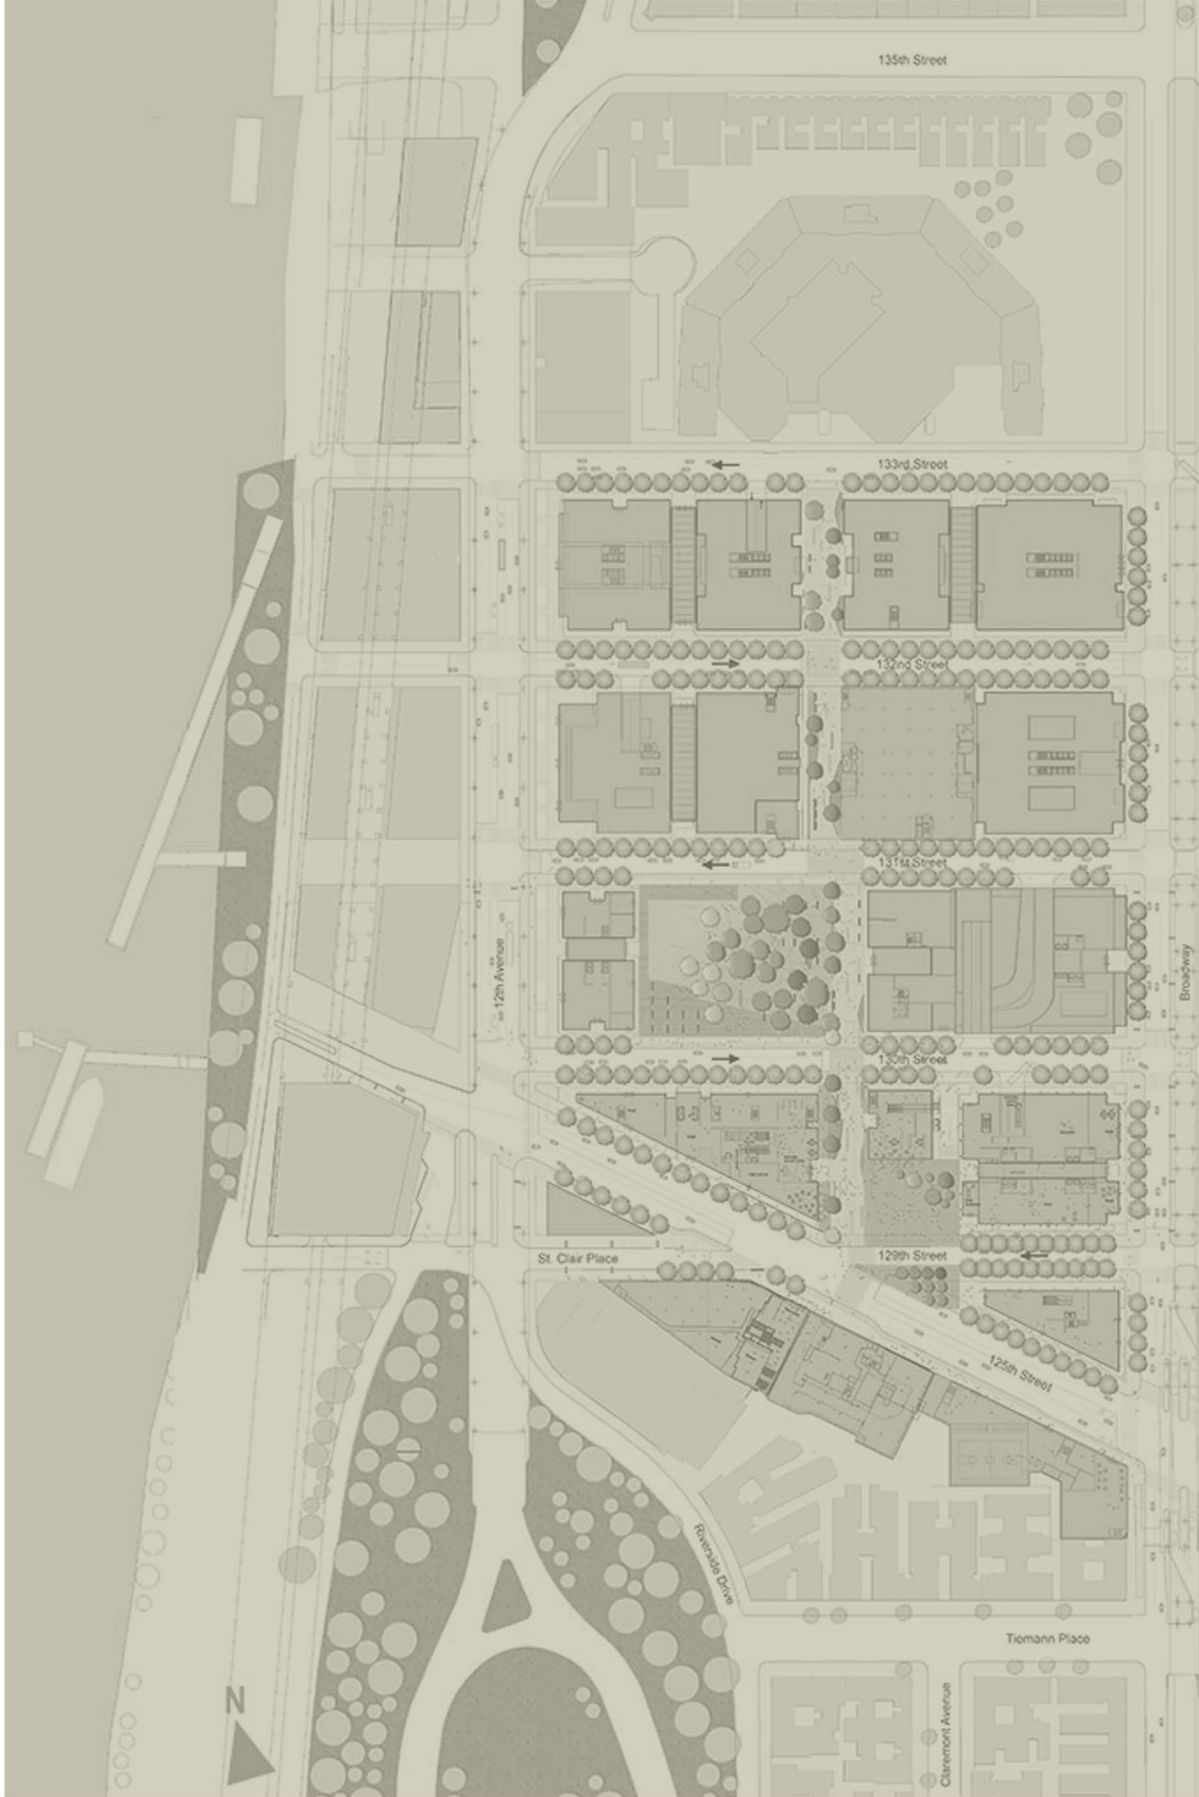 135th Street
133rd Street
132nd Street
131st Street
12th Avenue
Broadway
130th Street
St. Clair Place
129th Street
125th Street
Riverside Drive
Tiemann Place
N
Claremont Avenue